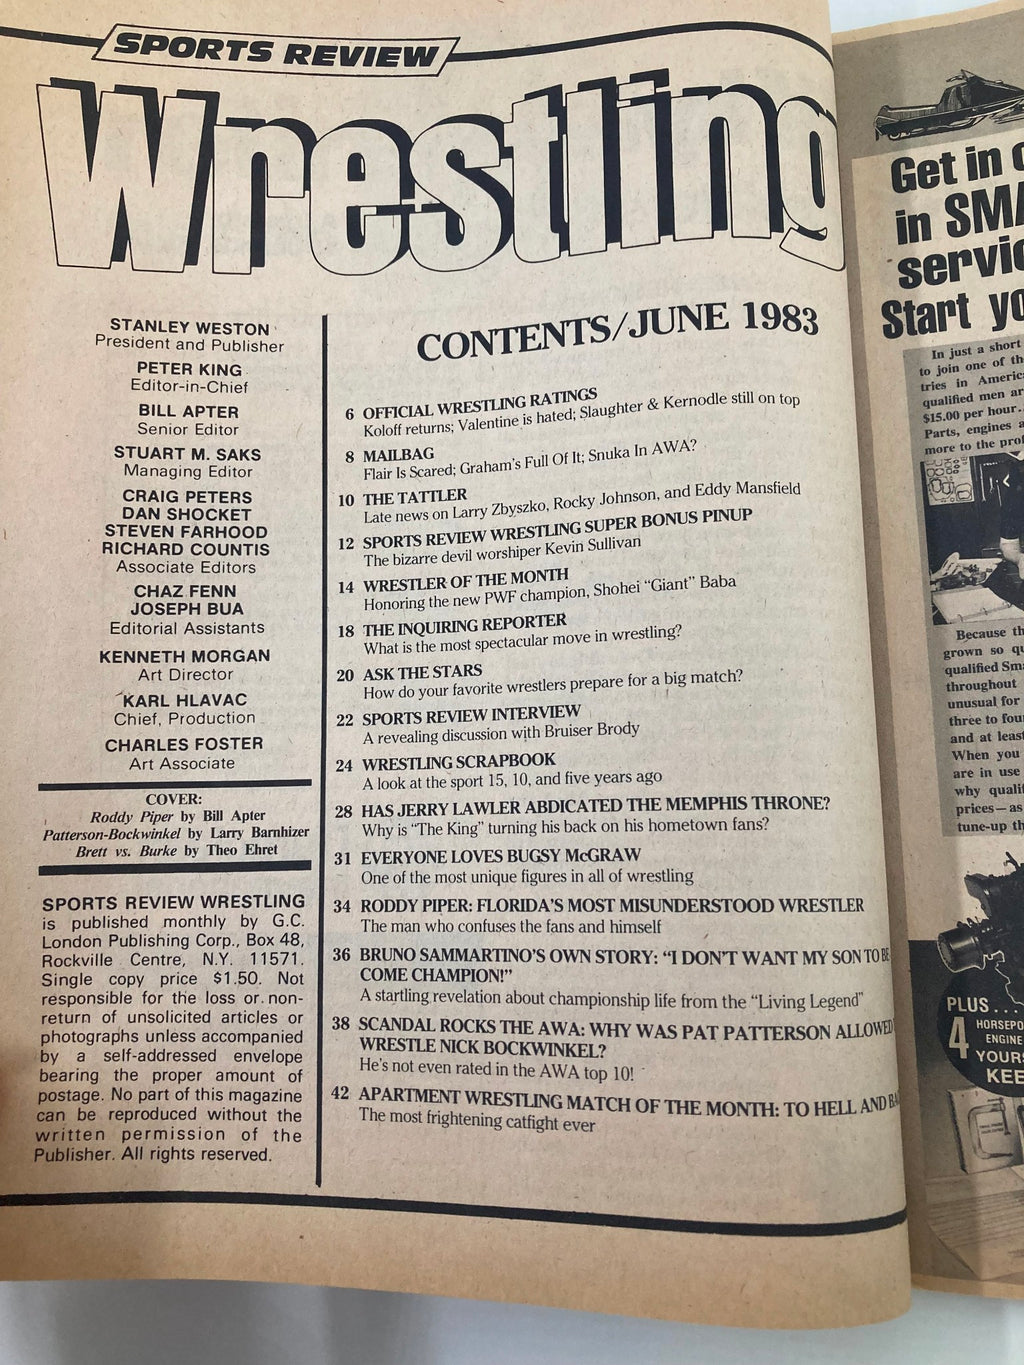 SPORTS REVIEW
Wrestling
STANLEY WESTON
President and Publisher
PETER KING
Editor-in-Chief
BILL APTER
Senior Editor
STUART M. SAKS
Managing Editor
CRAIG PETERS
DAN SHOCKET
STEVEN FARHOOD
RICHARD COUNTIS
Associate Editors
CHAZ FENN
JOSEPH BUA
Editorial Assistants
KENNETH MORGAN
Art Director
KARL HLAVAC
Chief, Production
CHARLES FOSTER
Art Associate
COVER:
Roddy Piper by Bill Apter
Patterson-Bockwinkel by Larry Barnhizer
Brett vs. Burke by Theo Ehret
SPORTS REVIEW WRESTLING
is published monthly by G.C.
London Publishing Corp., Box 48,
Rockville Centre, N.Y. 11571.
Single copy price $1.50. Not
responsible for the loss or non-
return of unsolicited articles or
photographs unless accompanied
by a self-addressed envelope
bearing the proper amount of
postage. No part of this magazine
can be reproduced without the
written permission of the
Publisher. All rights reserved.
CONTENTS/JUNE 1983
6 OFFICIAL WRESTLING RATINGS
Koloff returns; Valentine is hated; Slaughter & Kernodle still on top
8 MAILBAG
Flair Is Scared; Graham's Full Of It; Snuka In AWA?
10 THE TATTLER
Late news on Larry Zbyszko, Rocky Johnson, and Eddy Mansfield
12 SPORTS REVIEW WRESTLING SUPER BONUS PINUP
The bizarre devil worshiper Kevin Sullivan
14 WRESTLER OF THE MONTH
Honoring the new PWF champion, Shohei "Giant" Baba
18 THE INQUIRING REPORTER
What is the most spectacular move in wrestling?
20 ASK THE STARS
How do your favorite wrestlers prepare for a big match?
22 SPORTS REVIEW INTERVIEW
A revealing discussion with Bruiser Brody
24 WRESTLING SCRAPBOOK
A look at the sport 15, 10, and five years ago
28 HAS JERRY LAWLER ABDICATED THE MEMPHIS THRONE?
Why is "The King" turning his back on his hometown fans?
31 EVERYONE LOVES BUGSY McGRAW
One of the most unique figures in all of wrestling
34 RODDY PIPER: FLORIDA'S MOST MISUNDERSTOOD WRESTLER
The man who confuses the fans and himself
36 BRUNO SAMMARTINO'S OWN STORY: "I DON'T WANT MY SON TO BE
COME CHAMPION!"
A startling revelation about championship life from the "Living Legend"
38 SCANDAL ROCKS THE AWA: WHY WAS PAT PATTERSON ALLOWED
WRESTLE NICK BOCKWINKEL?
He's not even rated in the AWA top 10!
42 APARTMENT WRESTLING MATCH OF THE MONTH: TO HELL AND
The most frightening catfight ever
Get in
in
Start
In just a short
to join one of
tries in
qualified men
$15.00 per hour
Parts, engines
more to the
Because
grown so
qualified
throughout
unusual for
three to
and at least
When you
are in use
why
prices—as
tune-up
PLUS...
4
ENGINE